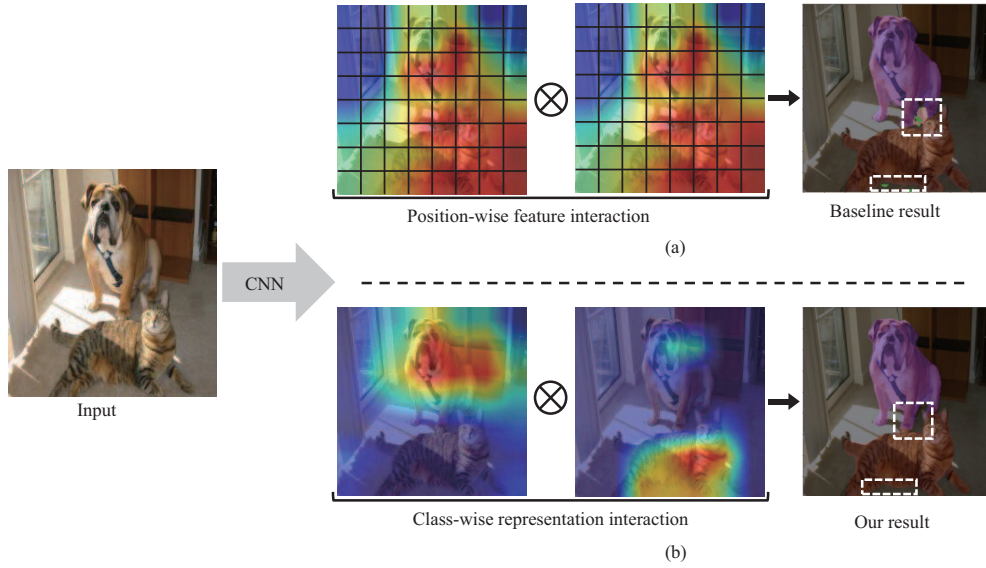 Position-wise feature interaction
Baseline result
(a)
CNN
Input
Class-wise representation interaction
Our result
(b)